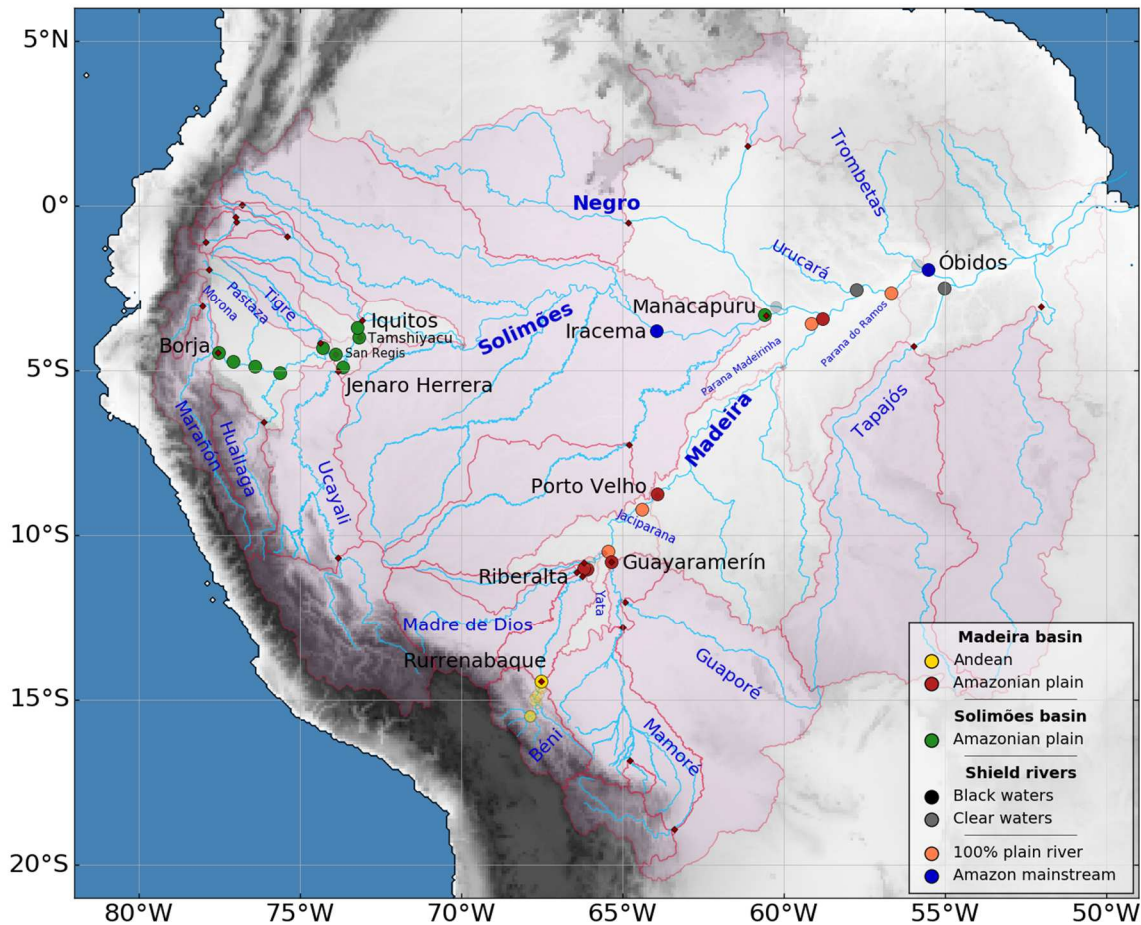 5°N
0°
5°S
10°S
15°S
20°S
Trombetas
Negro
Urucará
Óbidos
Morona
Pastaza
Tigre
Solimões
Manacapuru
Iracema
Iquitos
Tamshiyacu
San Regis
Borja
Jenaro Herrera
Parana do Ramos
Parana Madeirinha
Madeira
Tapajós
Marañón
Huallaga
Ucayali
Porto Velho
Jaciparana
Guayaramerín
Riberalta
Yata
Madre de Dios
Rurrenabaque
Guaporé
Béni
Mamoré
Madeira basin
Andean
Amazonian plain
Solimões basin
Amazonian plain
Shield rivers
Black waters
Clear waters
100% plain river
Amazon mainstream
80°W 75°W 70°W 65°W 60°W 55°W 50°W